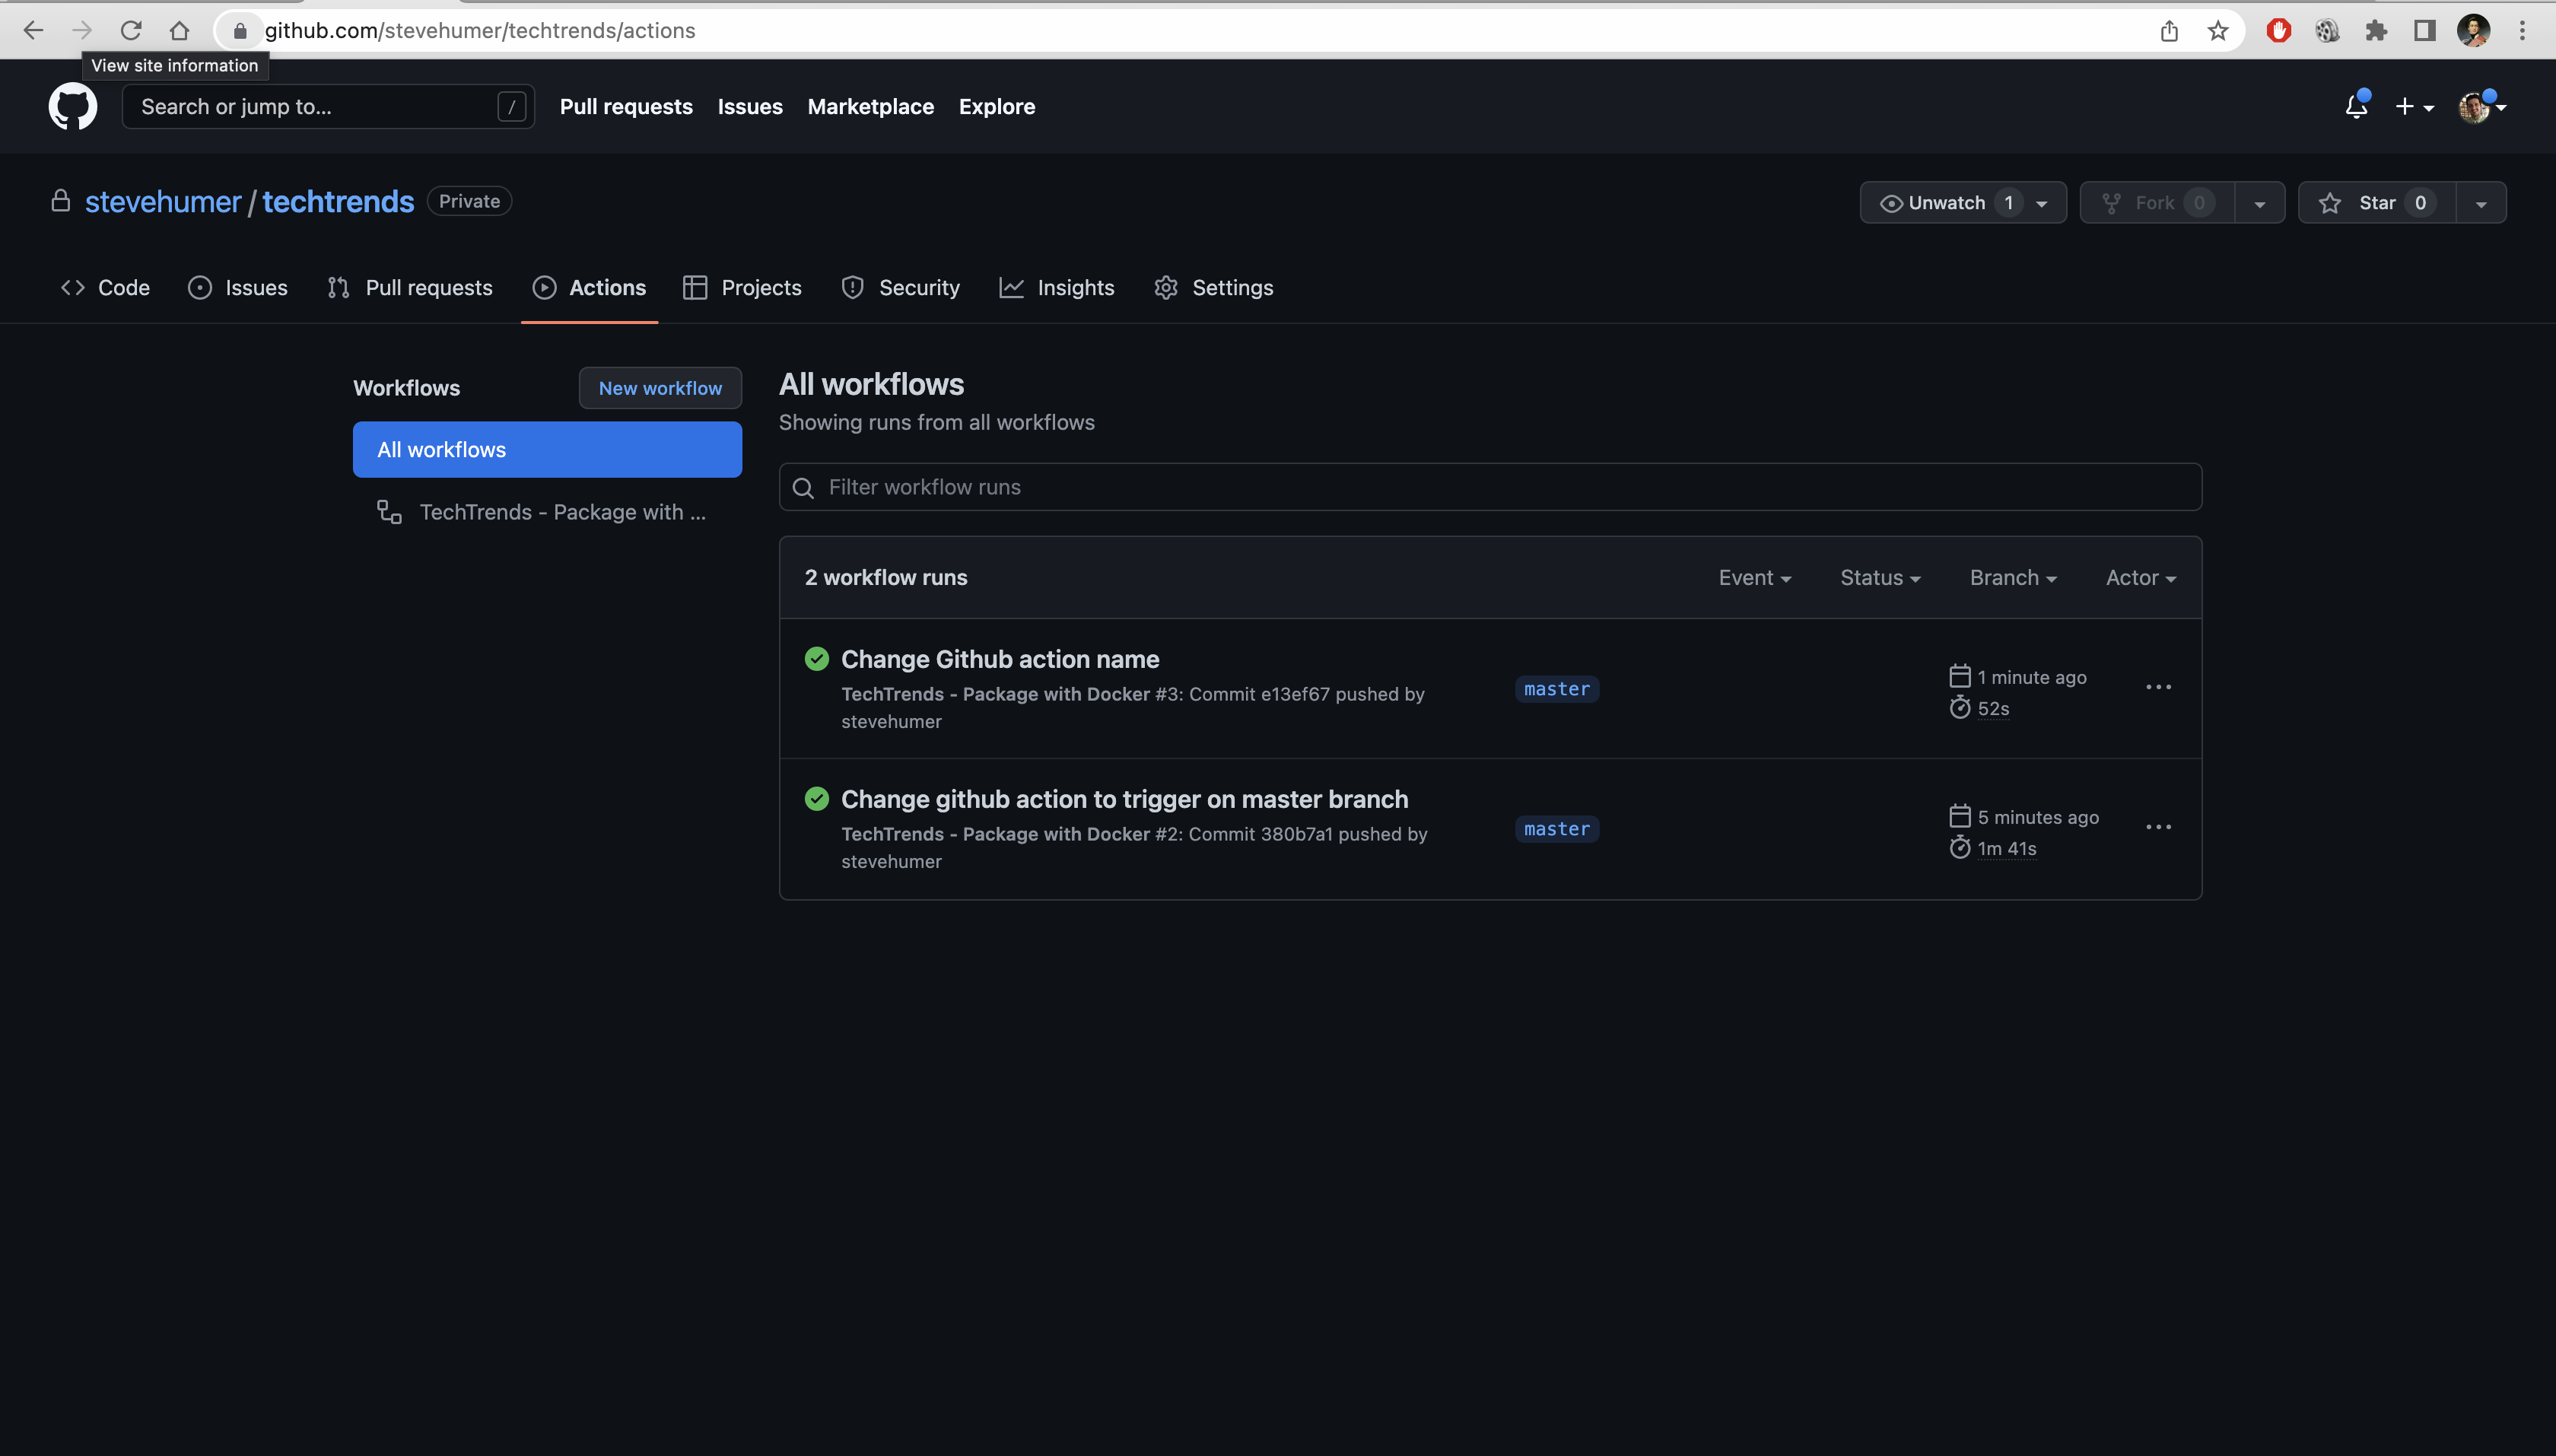 github.com/stevehumer/techtrends/actions
View site information
Search or jump to... /
Pull requests Issues Marketplace Explore
stevehumer / techtrends Private
Unwatch 1 Fork 0 Star 0
Code Issues Pull requests Actions Projects Security Insights Settings
Workflows New workflow
All workflows
TechTrends - Package with ...
All workflows
Showing runs from all workflows
Filter workflow runs
2 workflow runs Event Status Branch Actor
Change Github action name
TechTrends - Package with Docker #3: Commit e13ef67 pushed by
stevehumer
master
1 minute ago
52s
Change github action to trigger on master branch
TechTrends - Package with Docker #2: Commit 380b7a1 pushed by
stevehumer
master
5 minutes ago
1m 41s